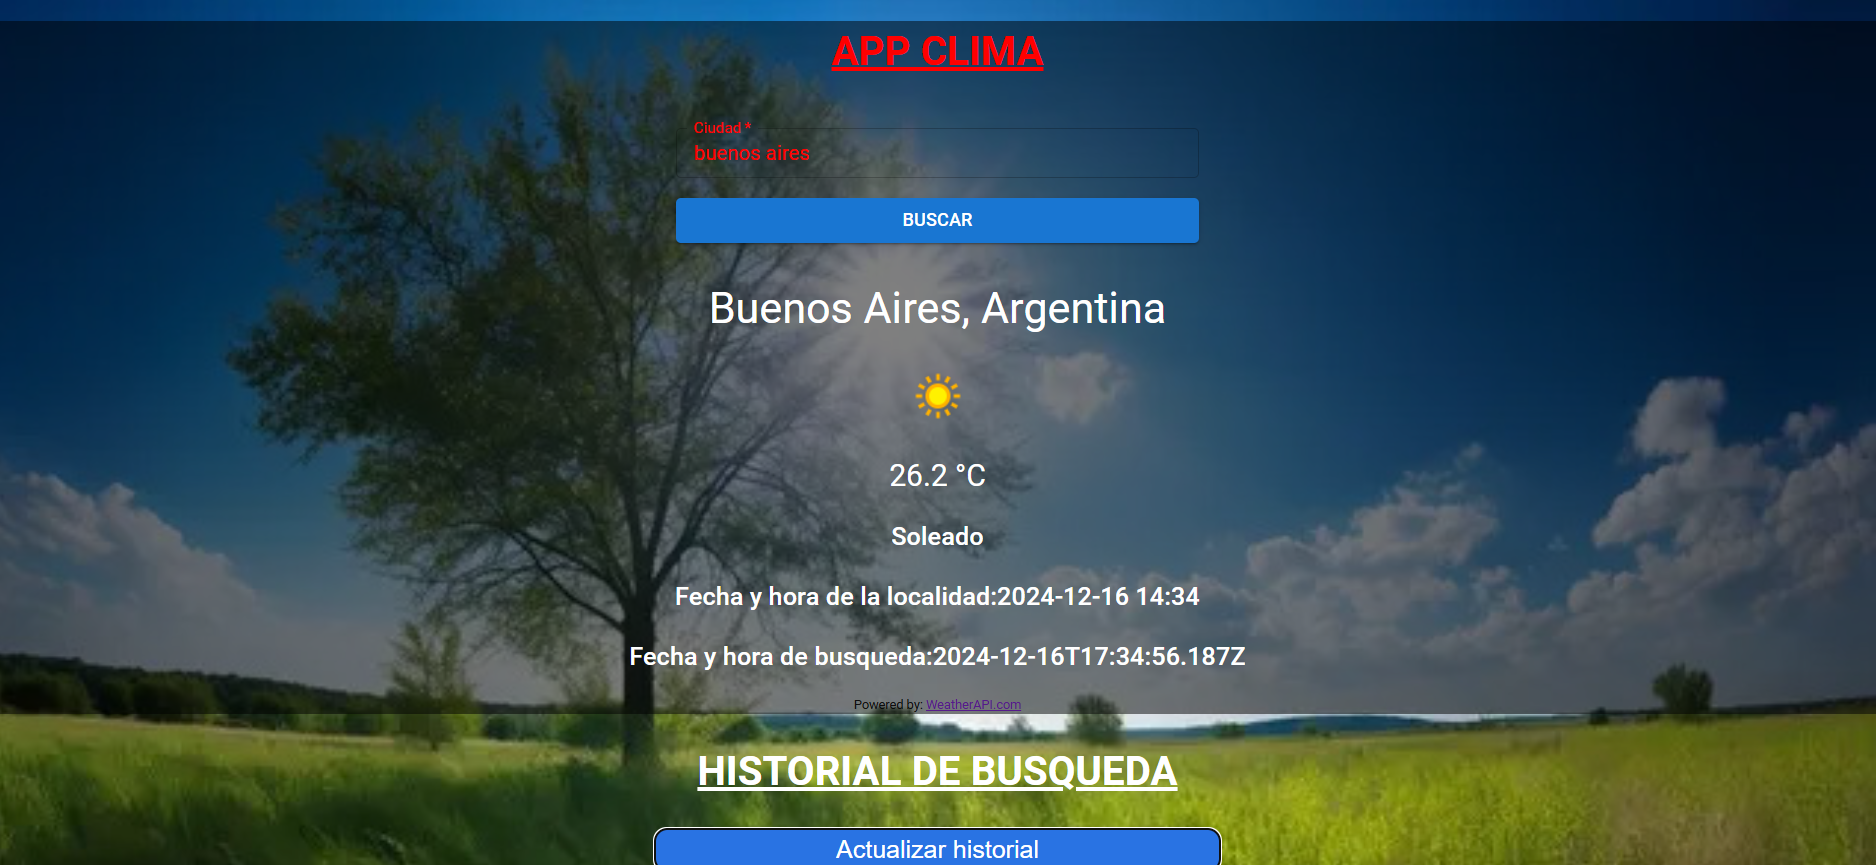 APP CLIMA
Ciudad *
buenos aires
BUSCAR
Buenos Aires, Argentina
26.2 °C
Soleado
Fecha y hora de la localidad:2024-12-16 14:34
Fecha y hora de busqueda:2024-12-16T17:34:56.187Z
Powered by: WeatherAPI.com
HISTORIAL DE BUSQUEDA
Actualizar historial